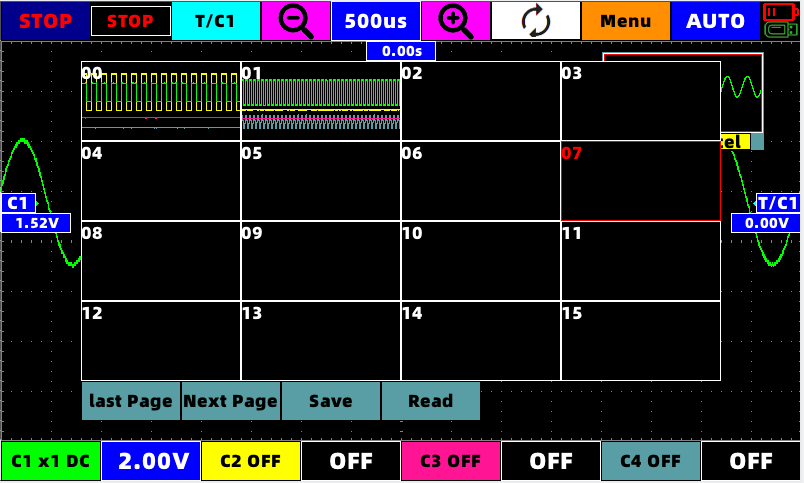 STOP STOP T/C1 500us Menu AUTO
0.00s
00 01 02 03
04 05 06 07
C1 T/C1
1.52V 0.00V
08 09 10 11
12 13 14 15
last Page Next Page Save Read
C1 x1 DC 2.00V C2 OFF OFF C3 OFF OFF C4 OFF OFF